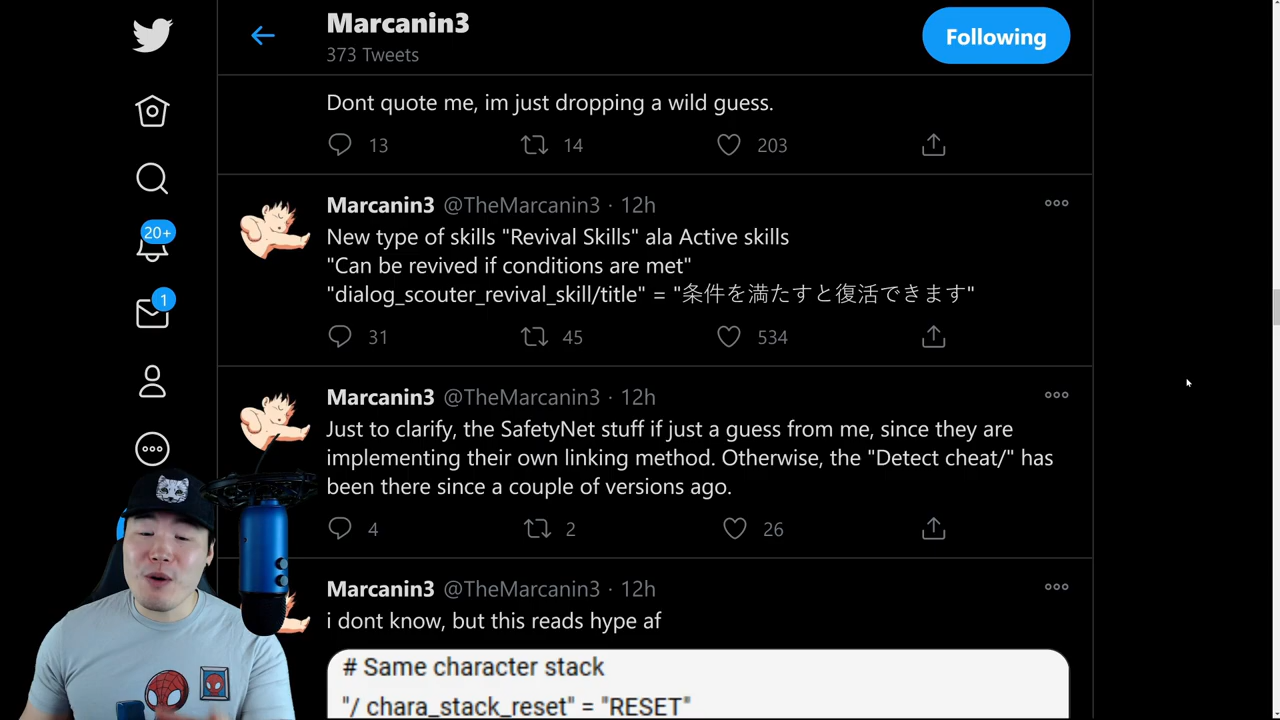 Marcanin3
373 Tweets
Following
Dont quote me, im just dropping a wild guess.
13 14 203
Marcanin3 @TheMarcanin3 · 12h
New type of skills "Revival Skills" ala Active skills
"Can be revived if conditions are met"
"dialog_scouter_revival_skill/title" = "条件を満たすと復活できます"
31 45 534
20+
1
Marcanin3 @TheMarcanin3 · 12h
Just to clarify, the SafetyNet stuff if just a guess from me, since they are
implementing their own linking method. Otherwise, the "Detect cheat/" has
been there since a couple of versions ago.
4 2 26
Marcanin3 @TheMarcanin3 · 12h
i dont know, but this reads hype af
# Same character stack
"/ chara_stack_reset" = "RESET"